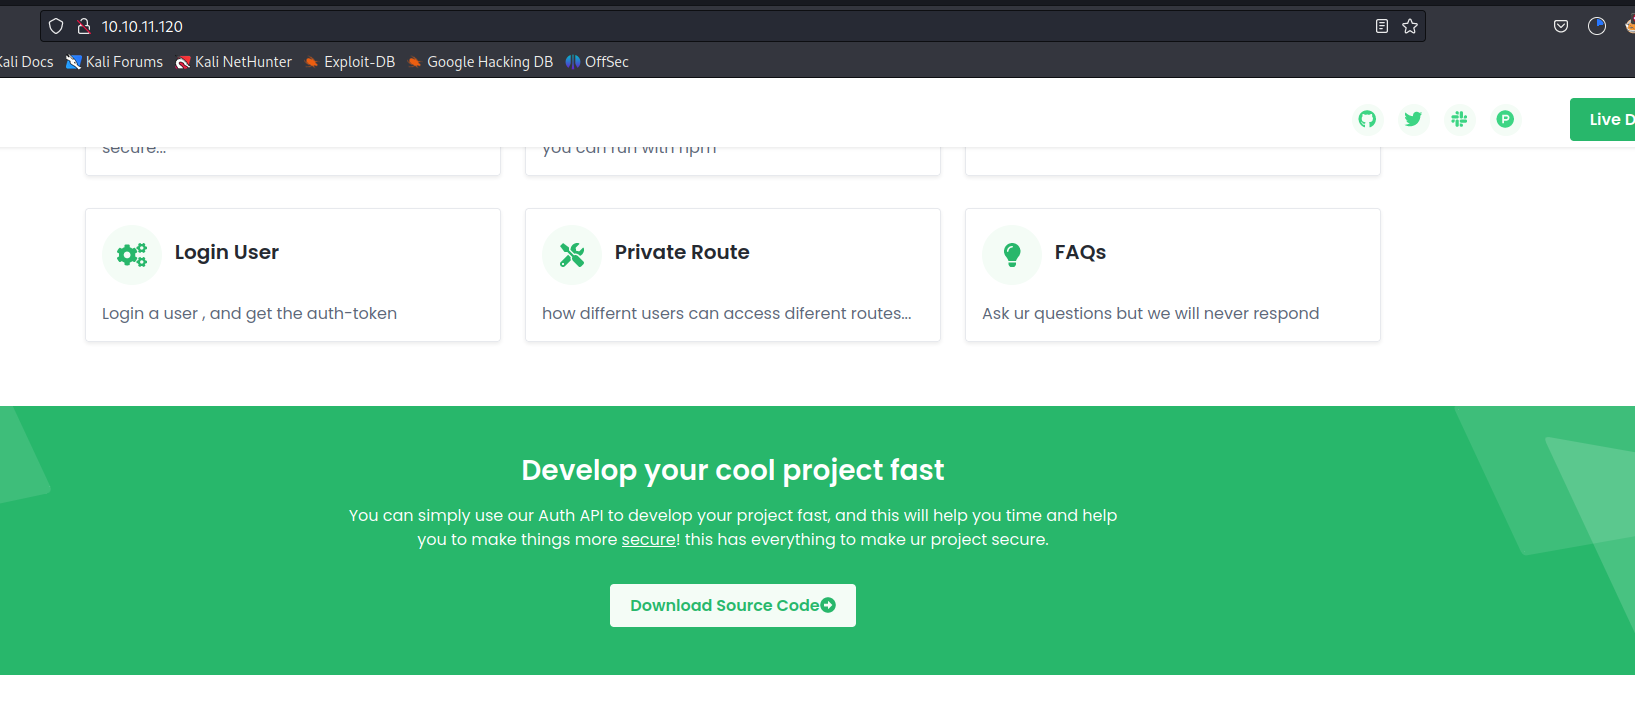 10.10.11.120
Kali Docs Kali Forums Kali NetHunter Exploit-DB Google Hacking DB OffSec
P Live D
secure... you can run with npm
Login User Private Route FAQs
Login a user , and get the auth-token how differnt users can access diferent routes... Ask ur questions but we will never respond
Develop your cool project fast
You can simply use our Auth API to develop your project fast, and this will help you time and help
you to make things more secure! this has everything to make ur project secure.
Download Source Code